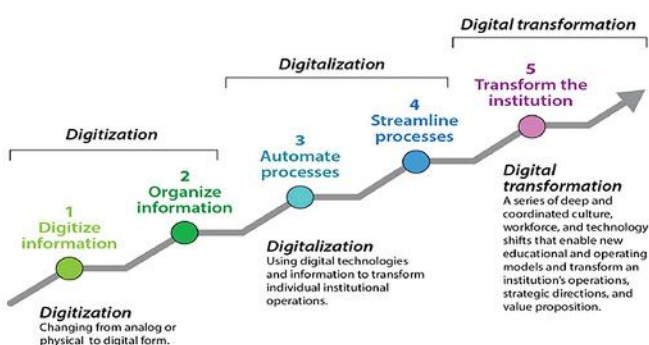 Digital transformation
Digitalization
Digitization
1
Digitize
information
2
Organize
information
3
Automate
processes
4
Streamline
processes
5
Transform the
institution
Digitization
Changing from analog or
physical to digital form.
Digitalization
Using digital technologies
and information to transform
individual institutional
operations.
Digital
transformation
A series of deep and
coordinated culture,
workforce, and technology
shifts that enable new
educational and operating
models and transform an
institution's operations,
strategic directions, and
value proposition.